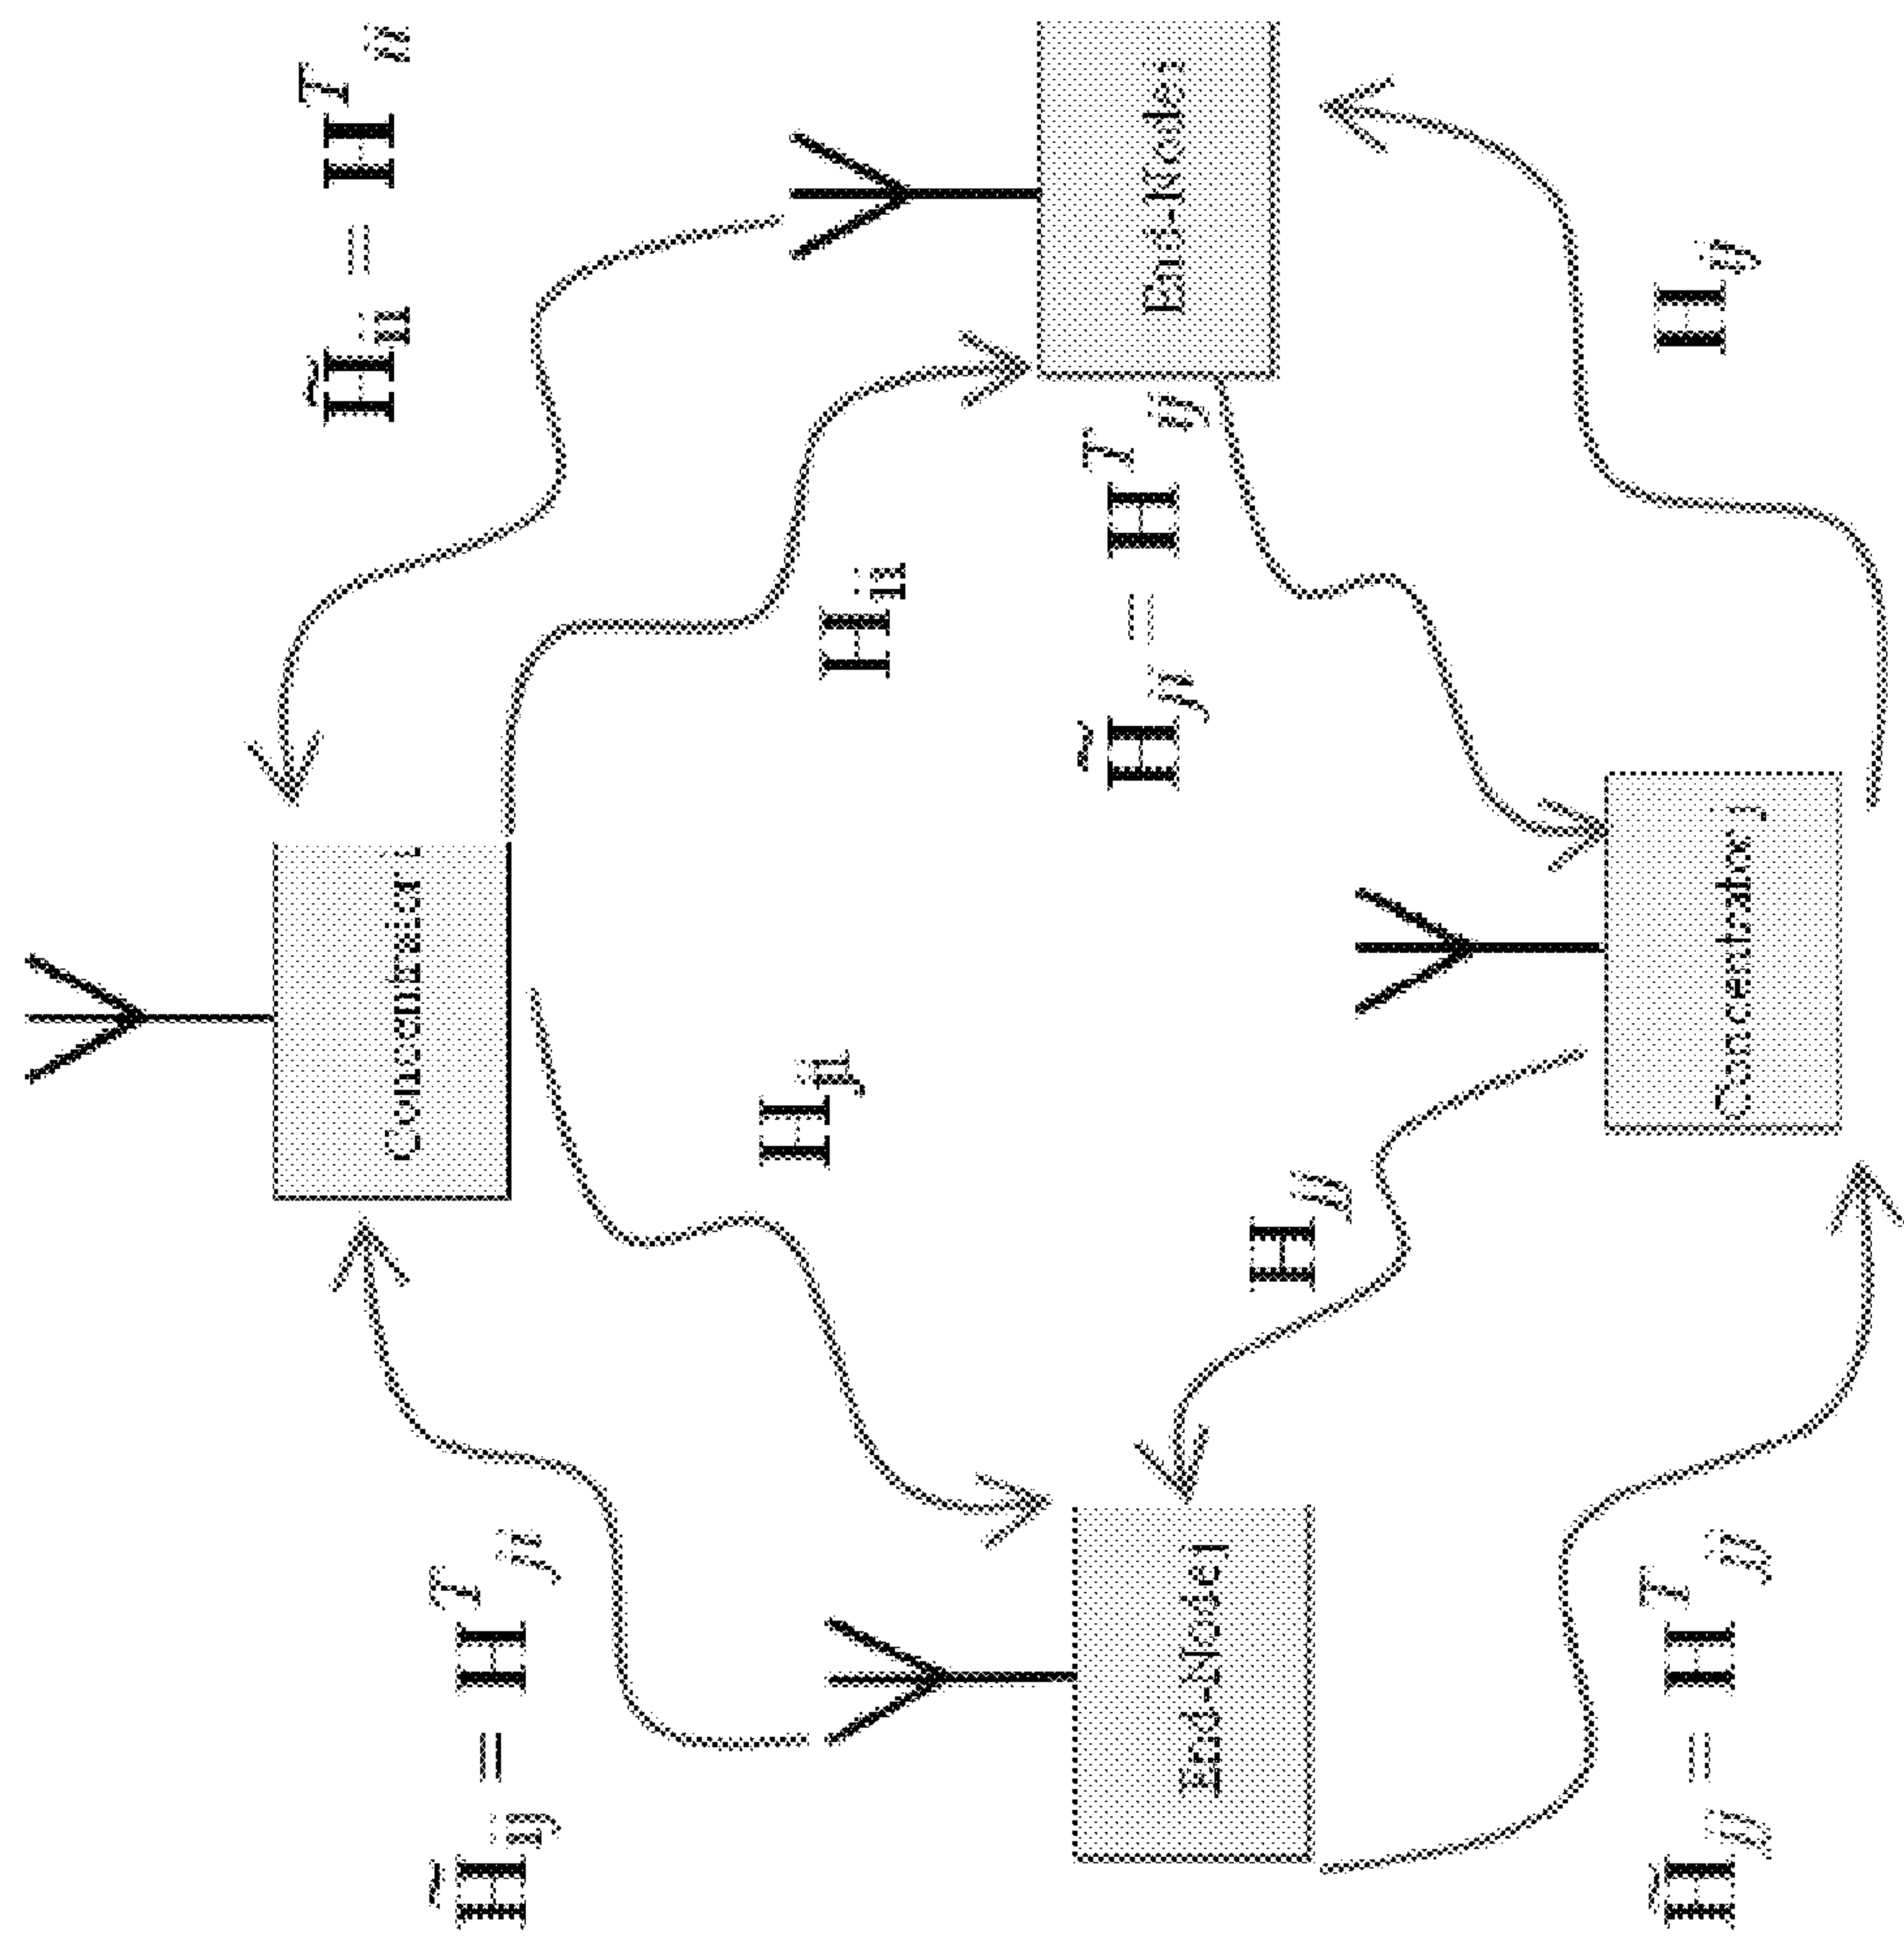 H̃ᵢᵢ = Hᵀᵢᵢ
Concentrator i
Hᵢᵢ
End-Node i
H̃ᵢⱼ = Hᵀⱼᵢ
Hⱼᵢ
H̃ⱼᵢ = Hᵀᵢⱼ
Hᵢⱼ
End-Node j
Hⱼⱼ
Concentrator j
H̃ⱼⱼ = Hᵀⱼⱼ